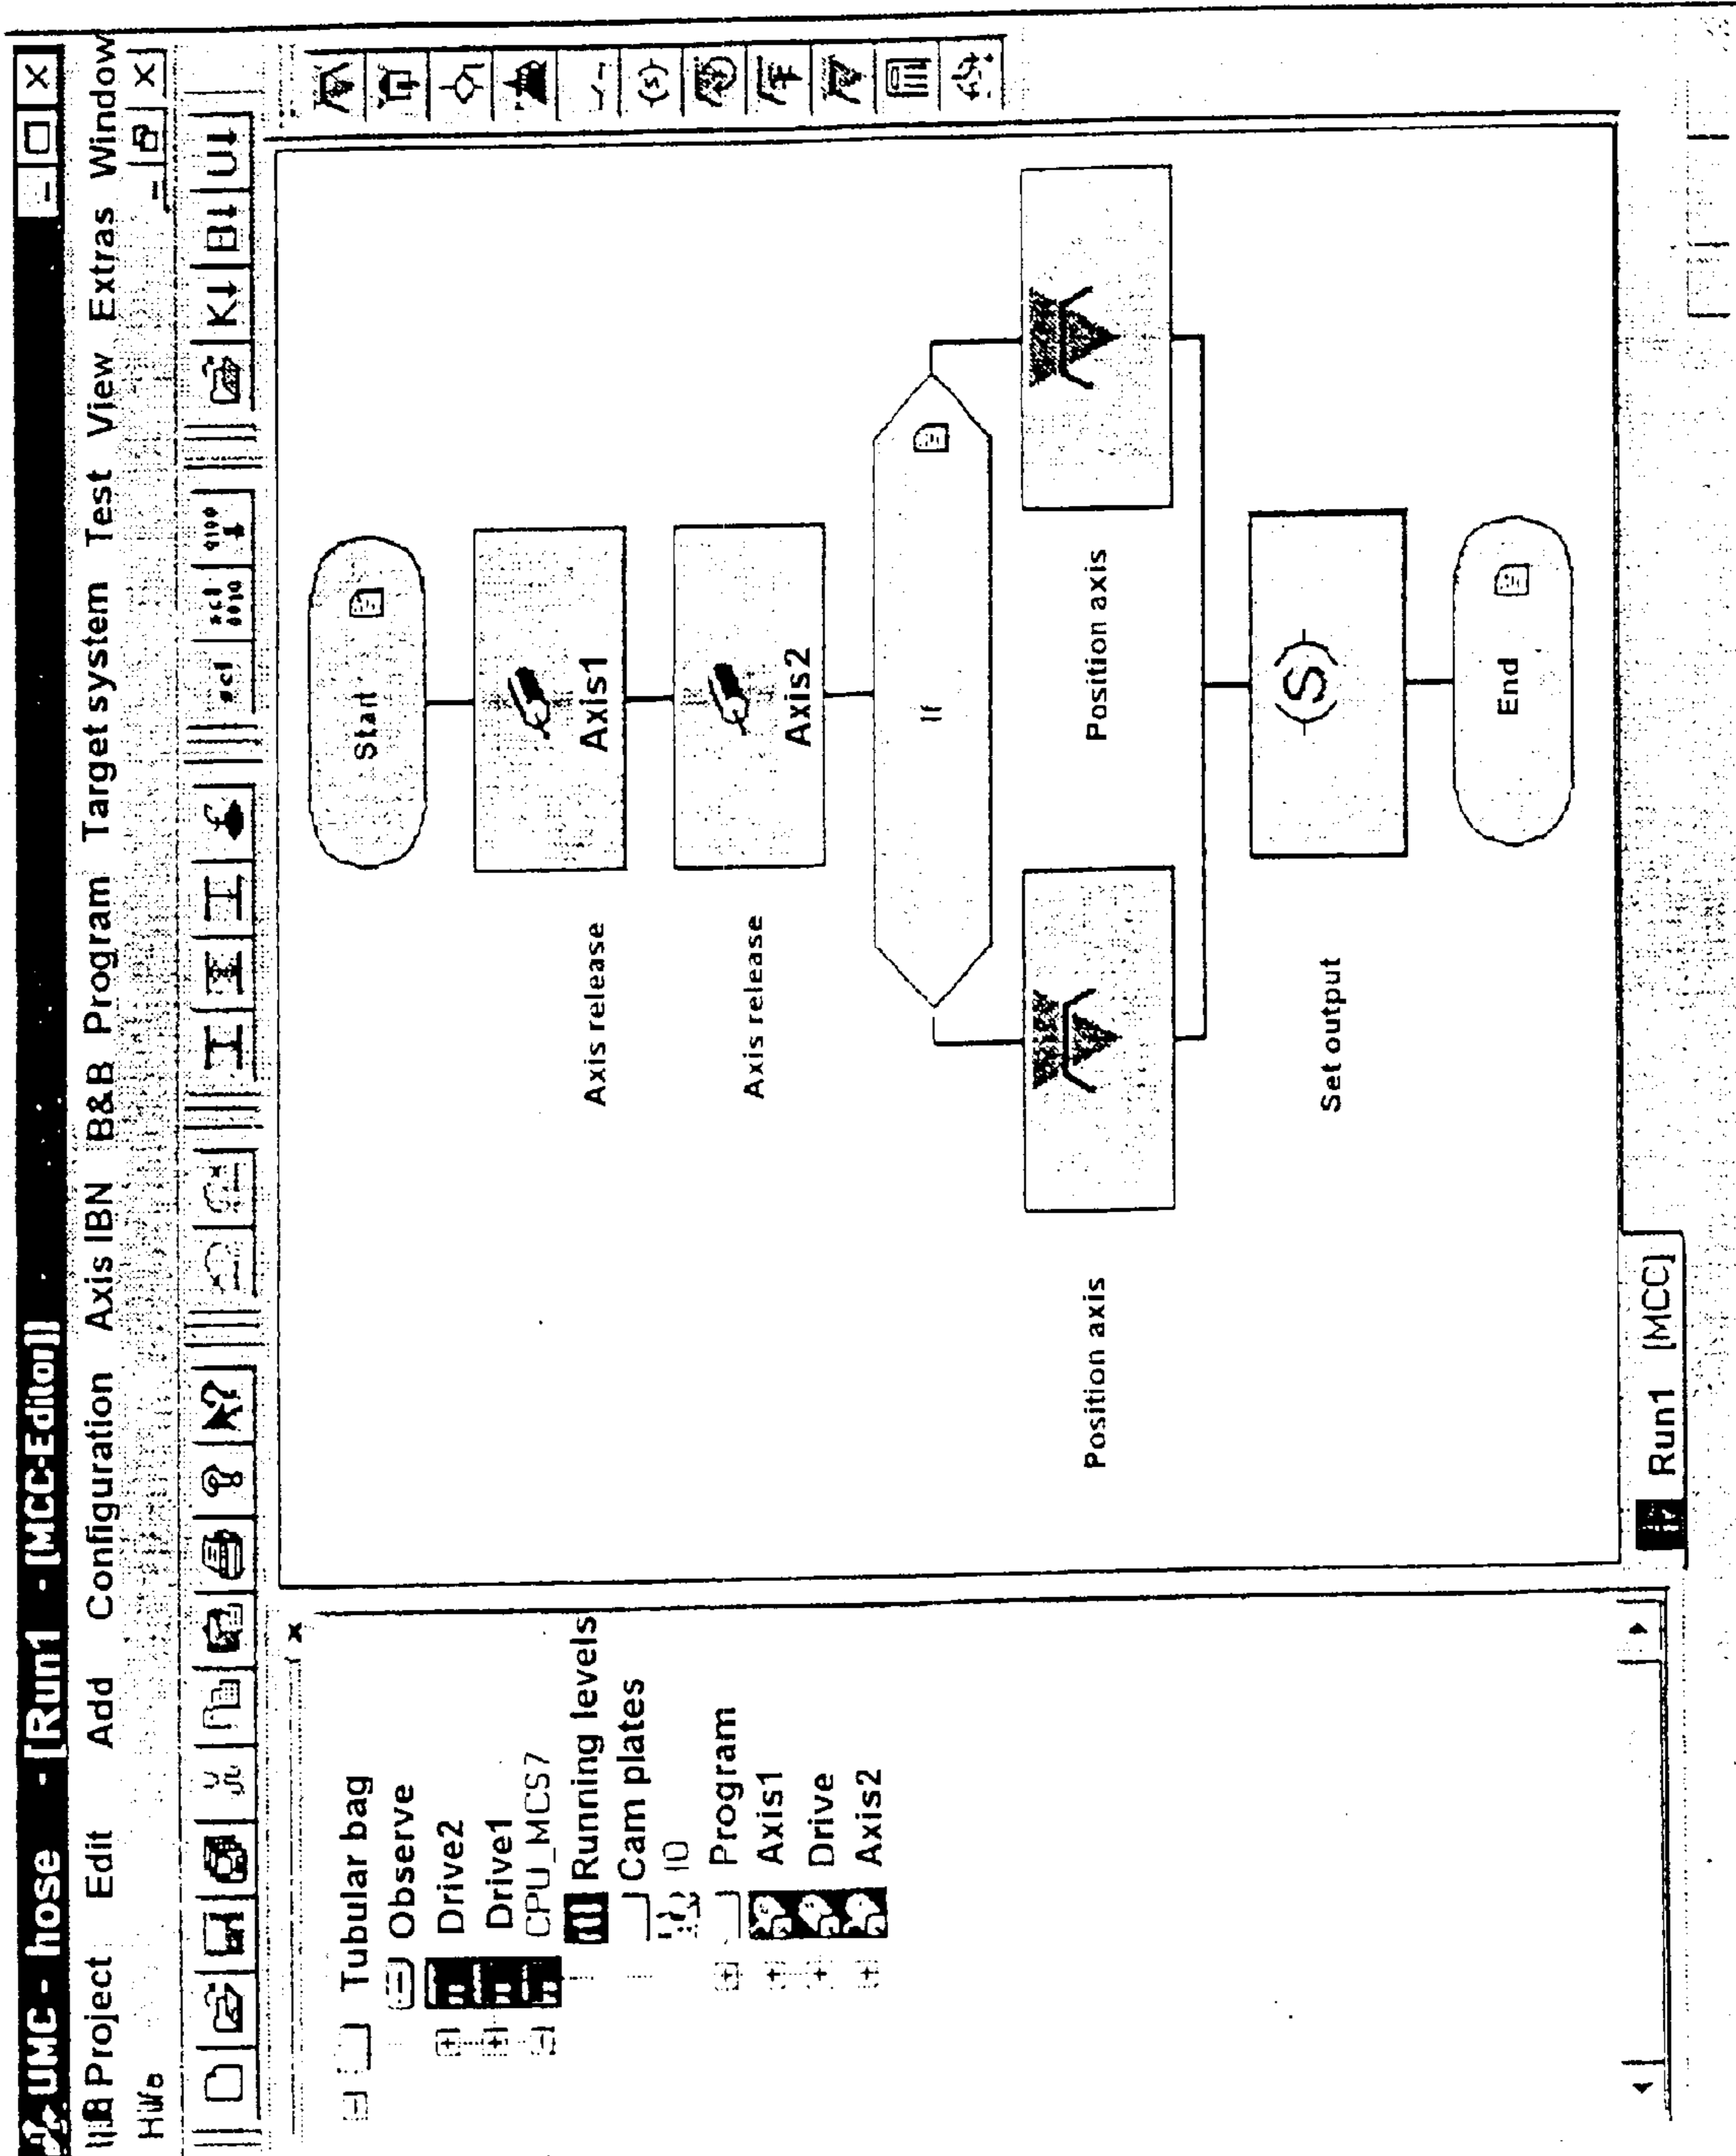 UMC - hose - [Run1 - [MCC-Editor]]
Project Edit Add Configuration Axis IBN B&B Program Target system Test View Extras Window
K B U
Tubular bag
Observe
Drive2
Drive1
CPU_MCS7
Running levels
Cam plates
IO
Program
Axis1
Drive
Axis2
Start
Axis release
Axis1
Axis release
Axis2
If
Position axis
Position axis
Set output
(S)
End
Run1 [MCC]